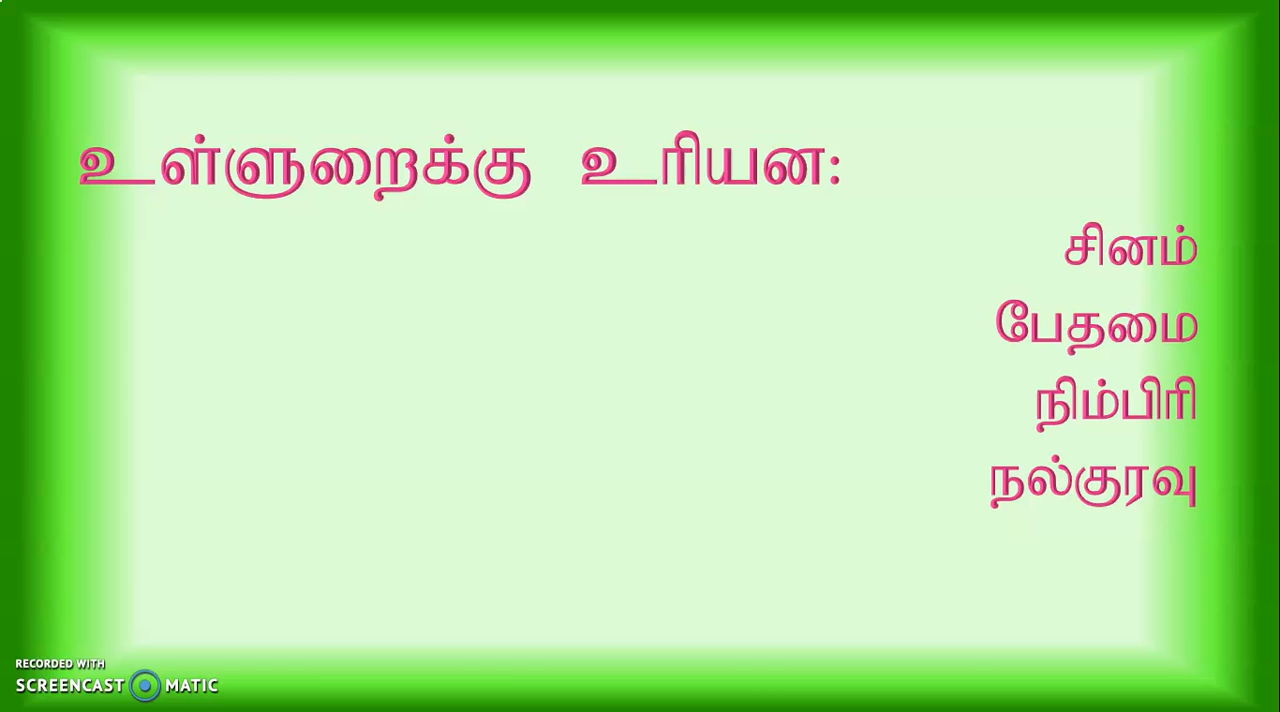 உள்ளுறைக்கு உரியன:
சினம்
பேதமை
நிம்பிரி
நல்குரவு
RECORDED WITH
SCREENCAST MATIC